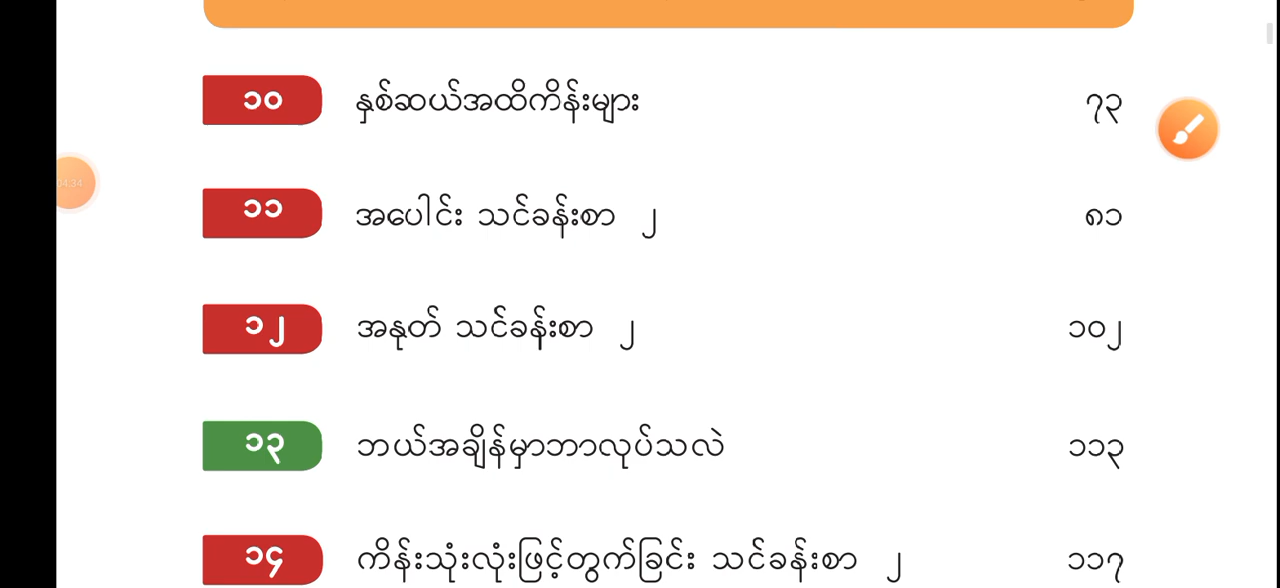 ၁၀ နှစ်ဆယ်အထိကိန်းများ ၇၃
04:34
၁၁ အပေါင်း သင်ခန်းစာ ၂ ၈၁
၁၂ အနုတ် သင်ခန်းစာ ၂ ၁၀၂
၁၃ ဘယ်အချိန်မှာဘာလုပ်သလဲ ၁၁၃
၁၄ ကိန်းသုံးလုံးဖြင့်တွက်ခြင်း သင်ခန်းစာ ၂ ၁၁၇